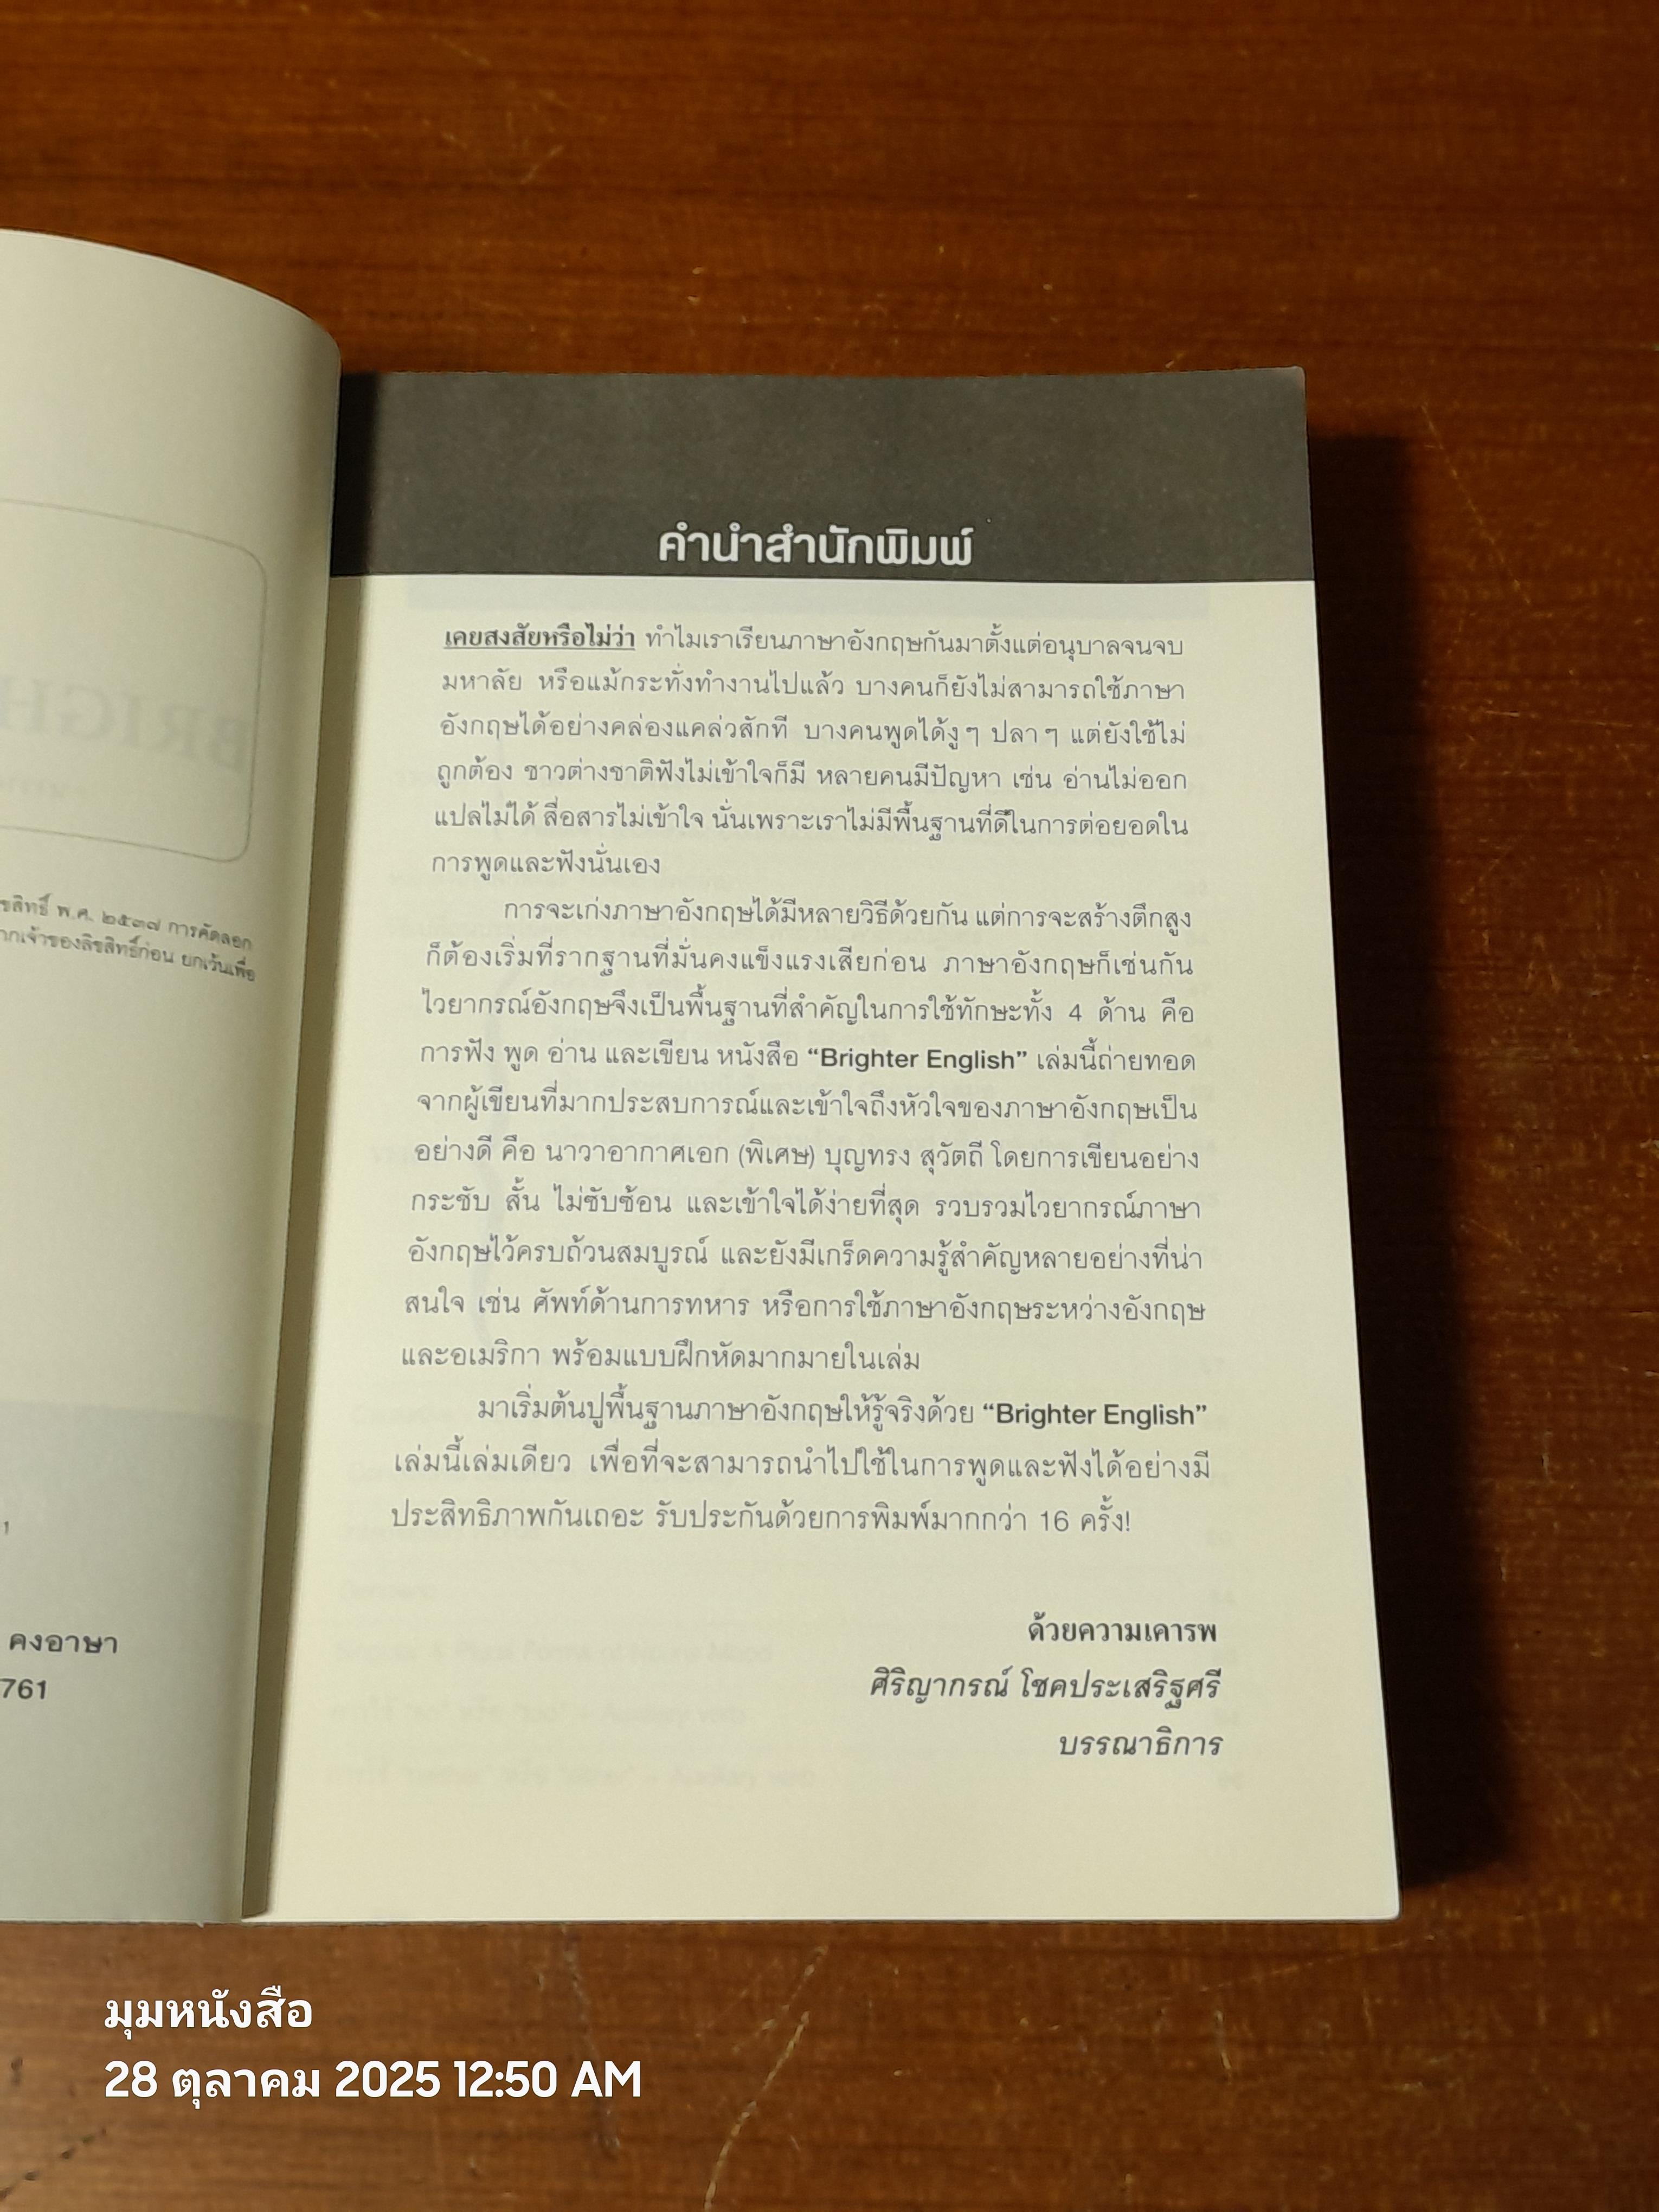 BRIGH
ขสิทธิ์ พ.ศ. ๒๕๓๗ การคัดลอก
ากเจ้าของลิขสิทธิ์ก่อน ยกเว้นเพื่อ
1
คงอาษา
761
คำนำสำนักพิมพ์
เคยสงสัยหรือไม่ว่า ทำไมเราเรียนภาษาอังกฤษกันมาตั้งแต่อนุบาลจนจบ
มหาลัย หรือแม้กระทั่งทำงานไปแล้ว บางคนก็ยังไม่สามารถใช้ภาษา
อังกฤษได้อย่างคล่องแคล่วสักที บางคนพูดได้งูๆ ปลาๆ แต่ยังใช้ไม่
ถูกต้อง ชาวต่างชาติฟังไม่เข้าใจก็มี หลายคนมีปัญหา เช่น อ่านไม่ออก
แปลไม่ได้ สื่อสารไม่เข้าใจ นั่นเพราะเราไม่มีพื้นฐานที่ดีในการต่อยอดใน
การพูดและฟังนั่นเอง
การจะเก่งภาษาอังกฤษได้มีหลายวิธีด้วยกัน แต่การจะสร้างตึกสูง
ก็ต้องเริ่มที่รากฐานที่มั่นคงแข็งแรงเสียก่อน ภาษาอังกฤษก็เช่นกัน
ไวยากรณ์อังกฤษจึงเป็นพื้นฐานที่สำคัญในการใช้ทักษะทั้ง 4 ด้าน คือ
การฟัง พูด อ่าน และเขียน หนังสือ “Brighter English” เล่มนี้ถ่ายทอด
จากผู้เขียนที่มากประสบการณ์และเข้าใจถึงหัวใจของภาษาอังกฤษเป็น
อย่างดี คือ นาวาอากาศเอก (พิเศษ) บุญทรง สุวัตถี โดยการเขียนอย่าง
กระชับ สั้น ไม่ซับซ้อน และเข้าใจได้ง่ายที่สุด รวบรวมไวยากรณ์ภาษา
อังกฤษไว้ครบถ้วนสมบูรณ์ และยังมีเกร็ดความรู้สำคัญหลายอย่างที่น่า
สนใจ เช่น ศัพท์ด้านการทหาร หรือการใช้ภาษาอังกฤษระหว่างอังกฤษ
และอเมริกา พร้อมแบบฝึกหัดมากมายในเล่ม
มาเริ่มต้นปูพื้นฐานภาษาอังกฤษให้รู้จริงด้วย “Brighter English”
เล่มนี้เล่มเดียว เพื่อที่จะสามารถนำไปใช้ในการพูดและฟังได้อย่างมี
ประสิทธิภาพกันเถอะ รับประกันด้วยการพิมพ์มากกว่า 16 ครั้ง!
ด้วยความเคารพ
ศิริญากรณ์ โชคประเสริฐศรี
บรรณาธิการ
มุมหนังสือ
28 ตุลาคม 2025 12:50 AM